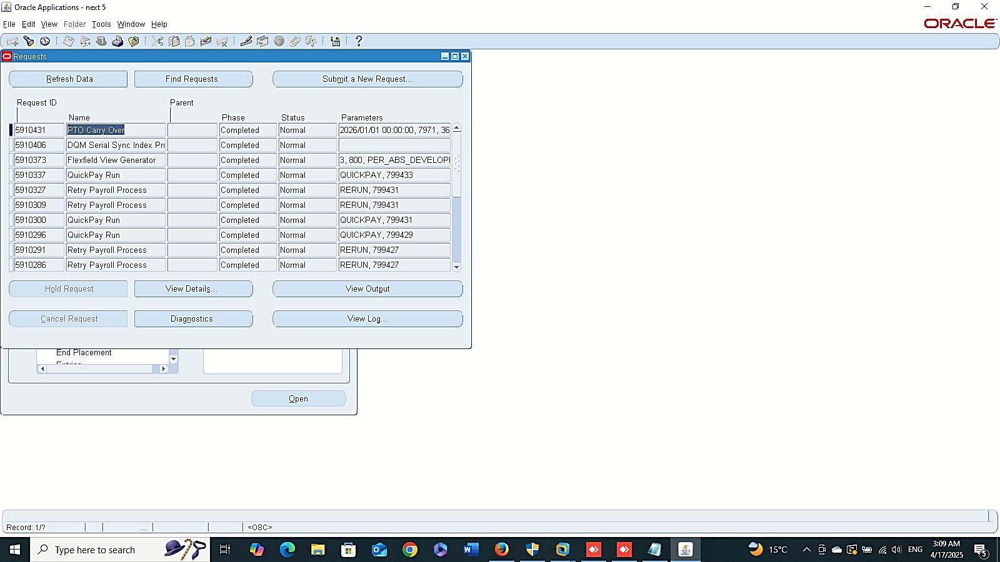 Oracle Applications - next 5
File Edit View Folder Tools Window Help
ORACLE
Requests
Refresh Data Find Requests Submit a New Request...
Request ID Parent
Name Phase Status Parameters
5910431 PTO Carry Over Completed Normal 2026/01/01 00:00:00, 7971, 36
5910406 DQM Serial Sync Index Pro Completed Normal
5910373 Flexfield View Generator Completed Normal 3, 800, PER_ABS_DEVELOPI
5910337 QuickPay Run Completed Normal QUICKPAY, 799433
5910327 Retry Payroll Process Completed Normal RERUN, 799431
5910309 Retry Payroll Process Completed Normal RERUN, 799431
5910300 QuickPay Run Completed Normal QUICKPAY, 799431
5910296 QuickPay Run Completed Normal QUICKPAY, 799429
5910291 Retry Payroll Process Completed Normal RERUN, 799427
5910286 Retry Payroll Process Completed Normal RERUN, 799427
Hold Request View Details... View Output
Cancel Request Diagnostics View Log...
End Placement
Open
Record: 1/? ... <OSC>
Type here to search 15°C ENG 3:09 AM
4/17/2025 5